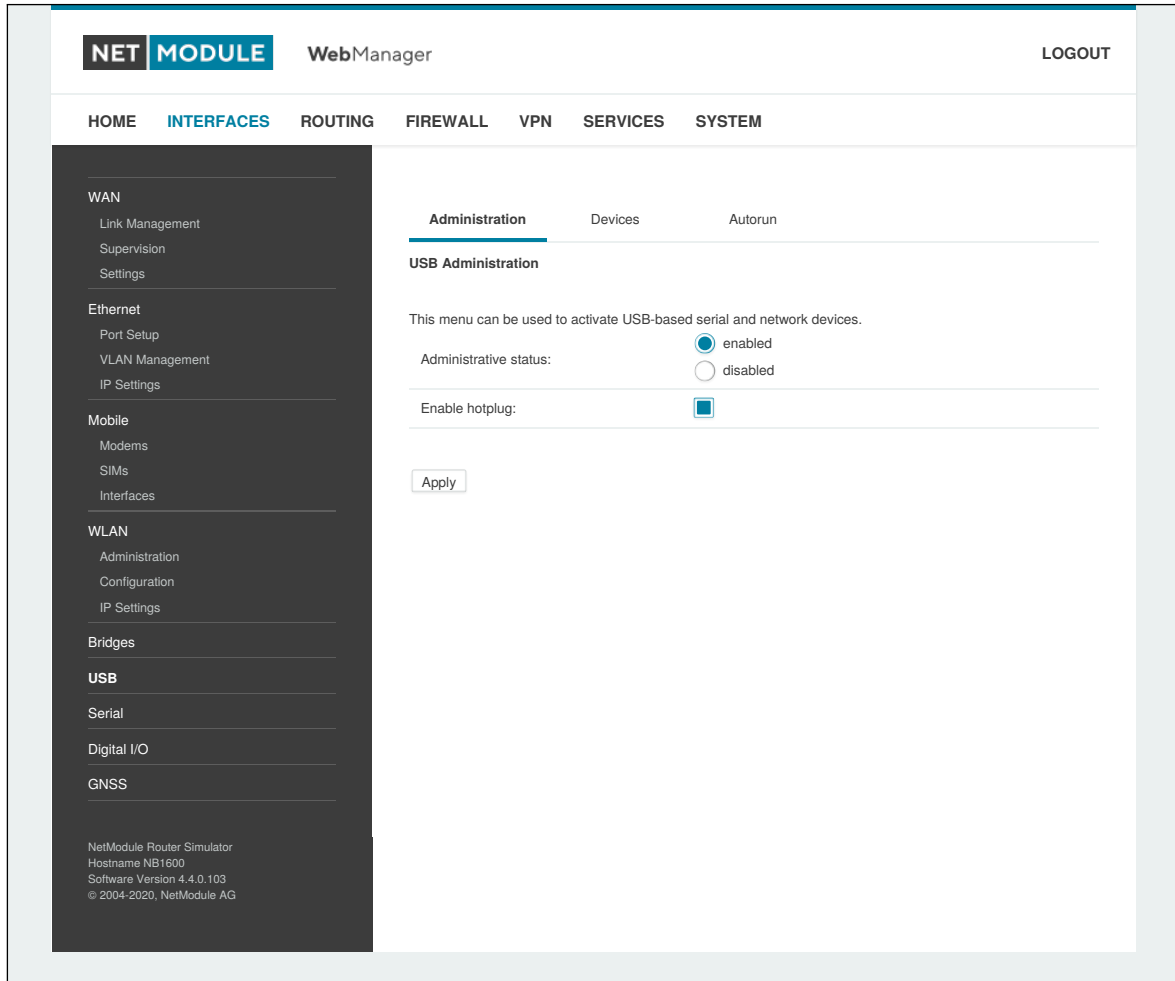 NET MODULE WebManager LOGOUT
HOME INTERFACES ROUTING FIREWALL VPN SERVICES SYSTEM
WAN
Link Management
Supervision
Settings
Ethernet
Port Setup
VLAN Management
IP Settings
Mobile
Modems
SIMs
Interfaces
WLAN
Administration
Configuration
IP Settings
Bridges
USB
Serial
Digital I/O
GNSS
NetModule Router Simulator
Hostname NB1600
Software Version 4.4.0.103
© 2004-2020, NetModule AG
Administration Devices Autorun
USB Administration
This menu can be used to activate USB-based serial and network devices.
Administrative status:
enabled
disabled
Enable hotplug:
Apply